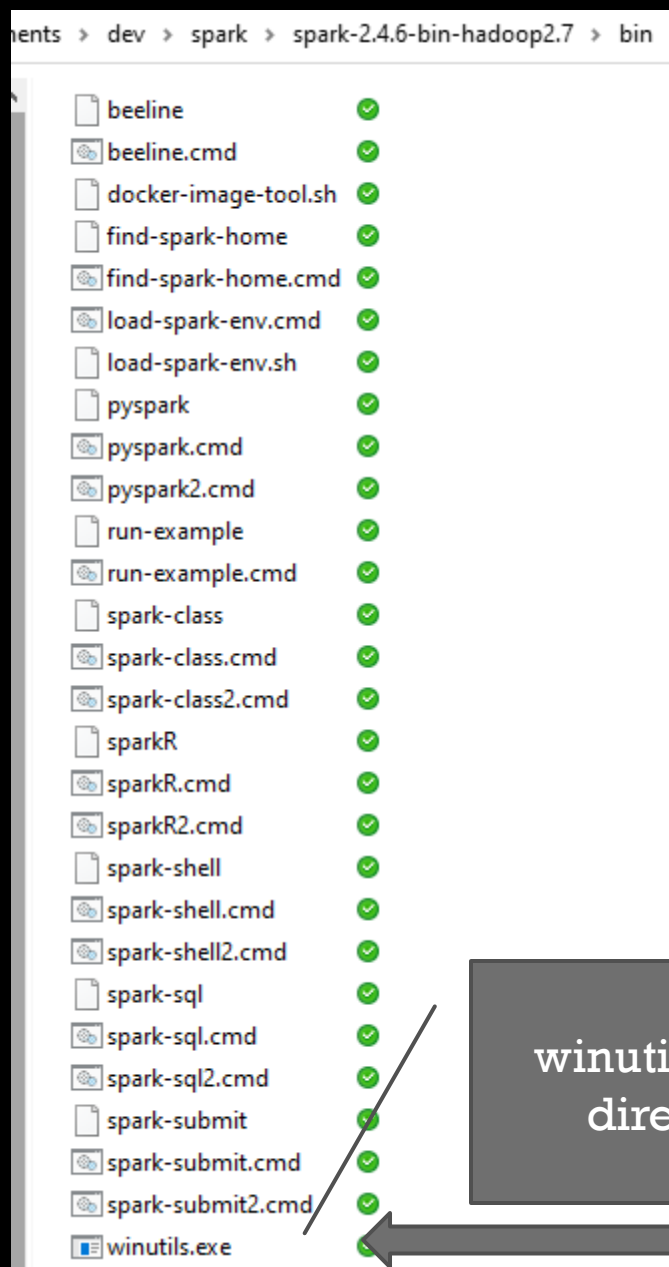 dev > spark > spark-2.4.6-bin-hadoop2.7 > bin
beeline
beeline.cmd
docker-image-tool.sh
find-spark-home
find-spark-home.cmd
load-spark-env.cmd
load-spark-env.sh
pyspark
pyspark.cmd
pyspark2.cmd
run-example
run-example.cmd
spark-class
spark-class.cmd
spark-class2.cmd
sparkR
sparkR.cmd
sparkR2.cmd
spark-shell
spark-shell.cmd
spark-shell2.cmd
spark-sql
spark-sql.cmd
spark-sql2.cmd
spark-submit
spark-submit.cmd
spark-submit2.cmd
winutils.exe